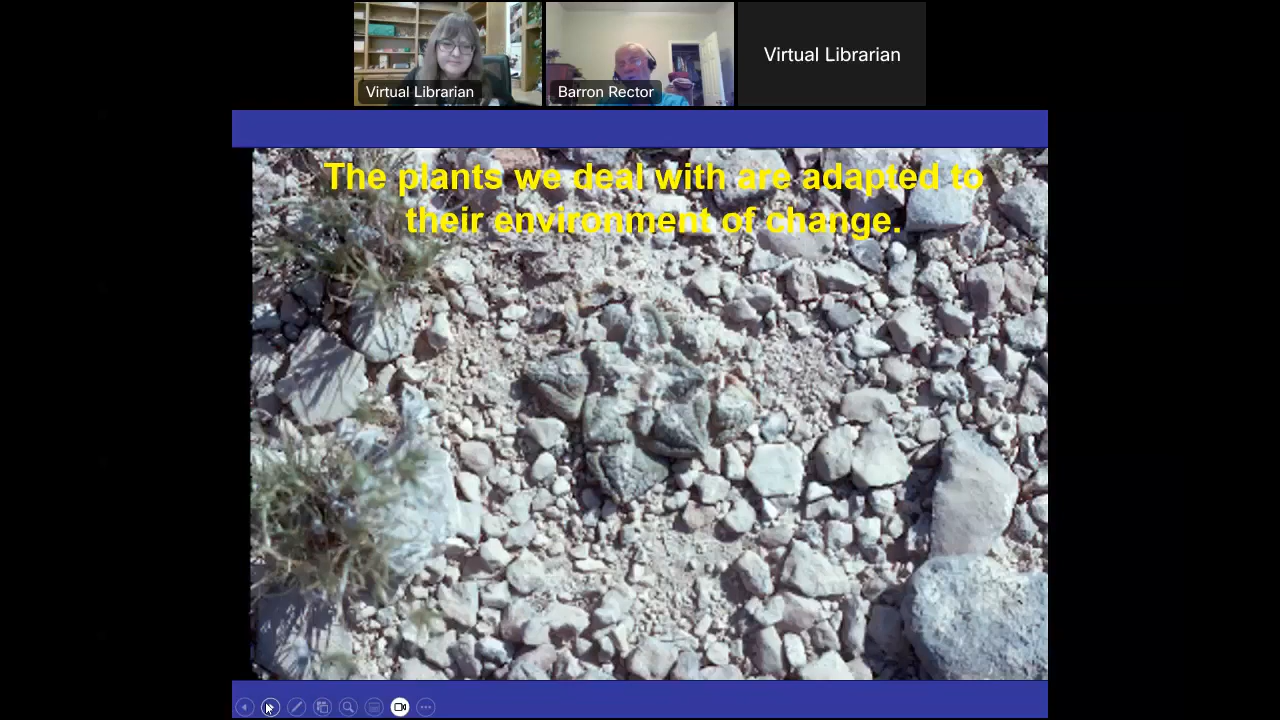 Virtual Librarian
Barron Rector
Virtual Librarian
The plants we deal with are adapted to
their environment of change.